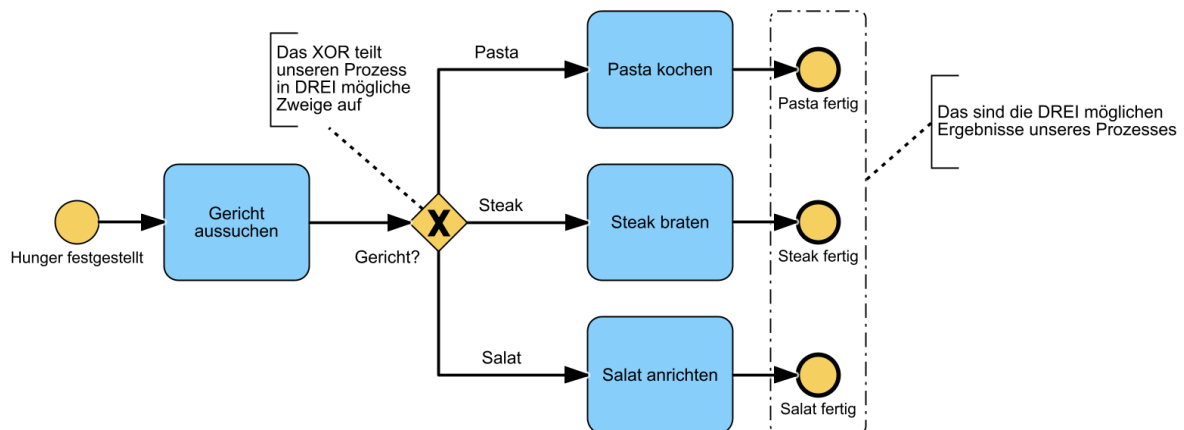 Das XOR teilt
unseren Prozess
in DREI mögliche
Zweige auf
Pasta
Pasta kochen
Pasta fertig
Das sind die DREI möglichen
Ergebnisse unseres Prozesses
Hunger festgestellt
Gericht
aussuchen
X
Gericht?
Steak
Steak braten
Steak fertig
Salat
Salat anrichten
Salat fertig